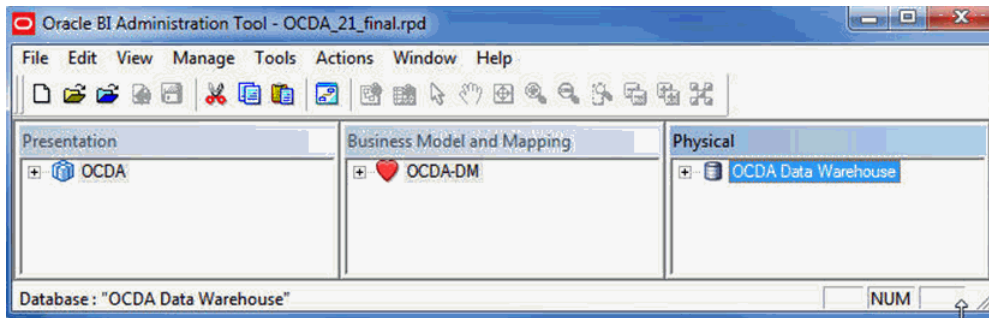 Oracle BI Administration Tool - OCDA_21_final.rpd
File Edit View Manage Tools Actions Window Help
Presentation Business Model and Mapping Physical
OCDA OCDA-DM OCDA Data Warehouse
Database : "OCDA Data Warehouse" NUM